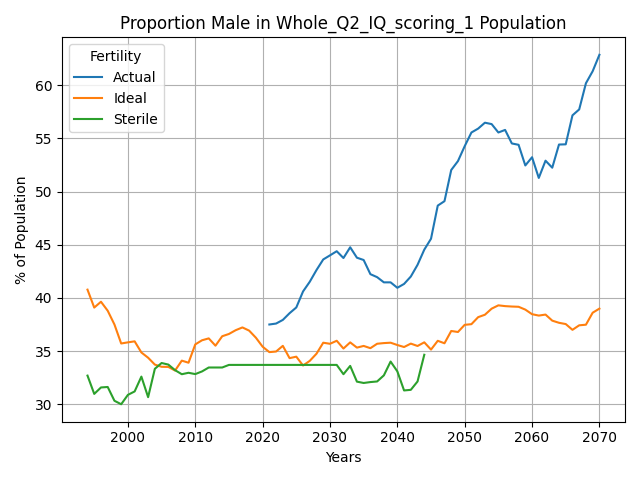 Proportion Male in Whole_Q2_IQ_scoring_1 Population
Fertility
Actual
Ideal
Sterile
% of Population
60
55
50
45
40
35
30
2000
2010
2020
2030
2040
2050
2060
2070
Years